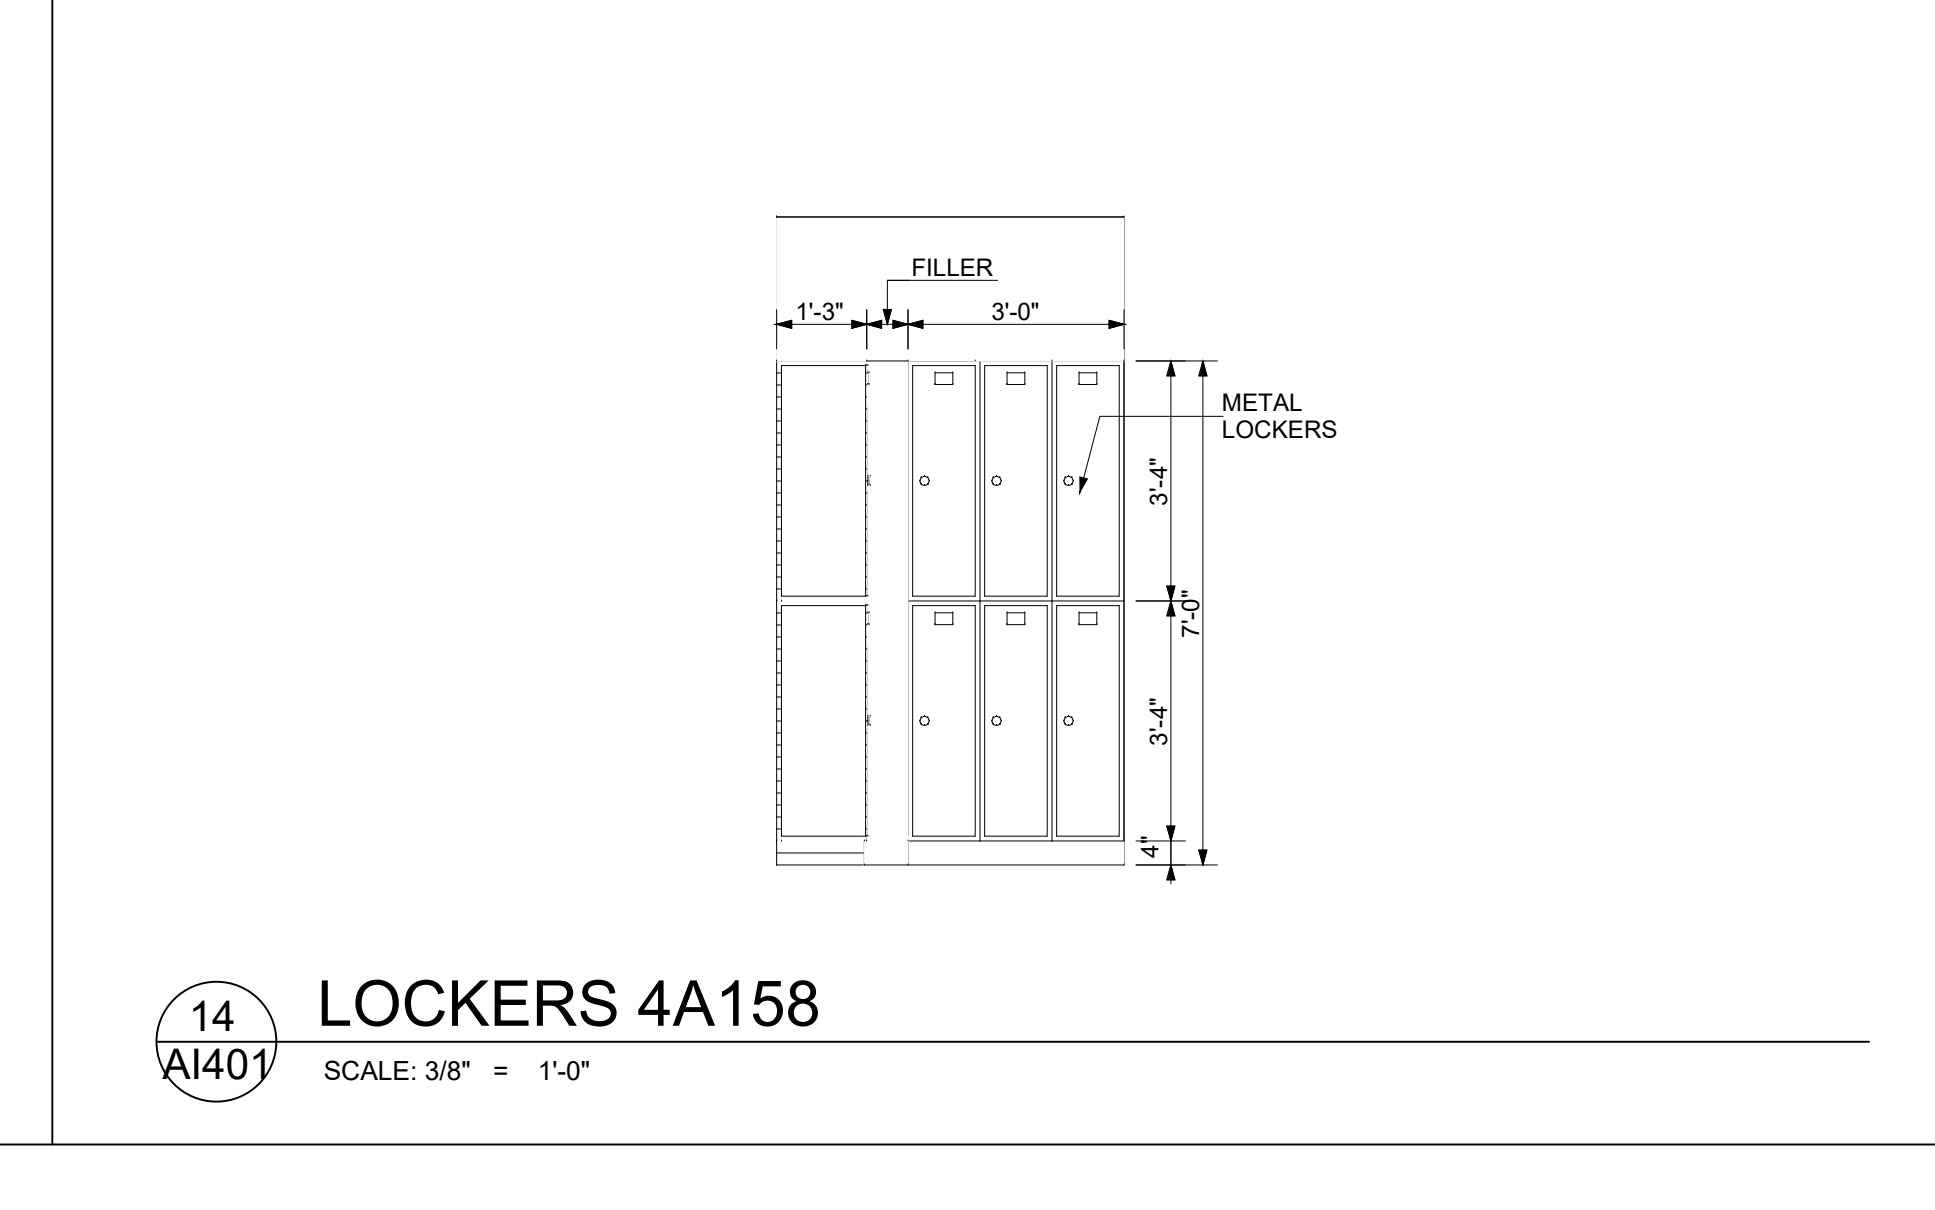 FILLER
1'-3"
3'-0"
METAL
LOCKERS
3'-4"
7'-0"
3'-4"
4"
14
AI401
LOCKERS 4A158
SCALE: 3/8" = 1'-0"